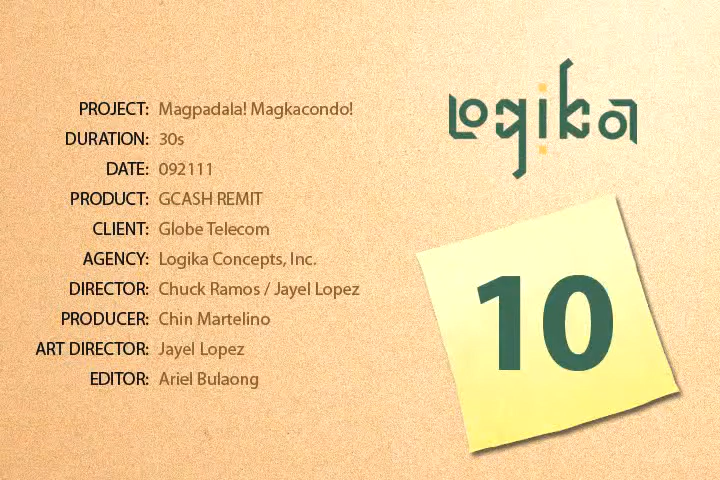 PROJECT: Magpadala! Magkacondo!
DURATION: 30s
DATE: 092111
PRODUCT: GCASH REMIT
CLIENT: Globe Telecom
AGENCY: Logika Concepts, Inc.
DIRECTOR: Chuck Ramos / Jayel Lopez
PRODUCER: Chin Martelino
ART DIRECTOR: Jayel Lopez
EDITOR: Ariel Bulaong
logika
10